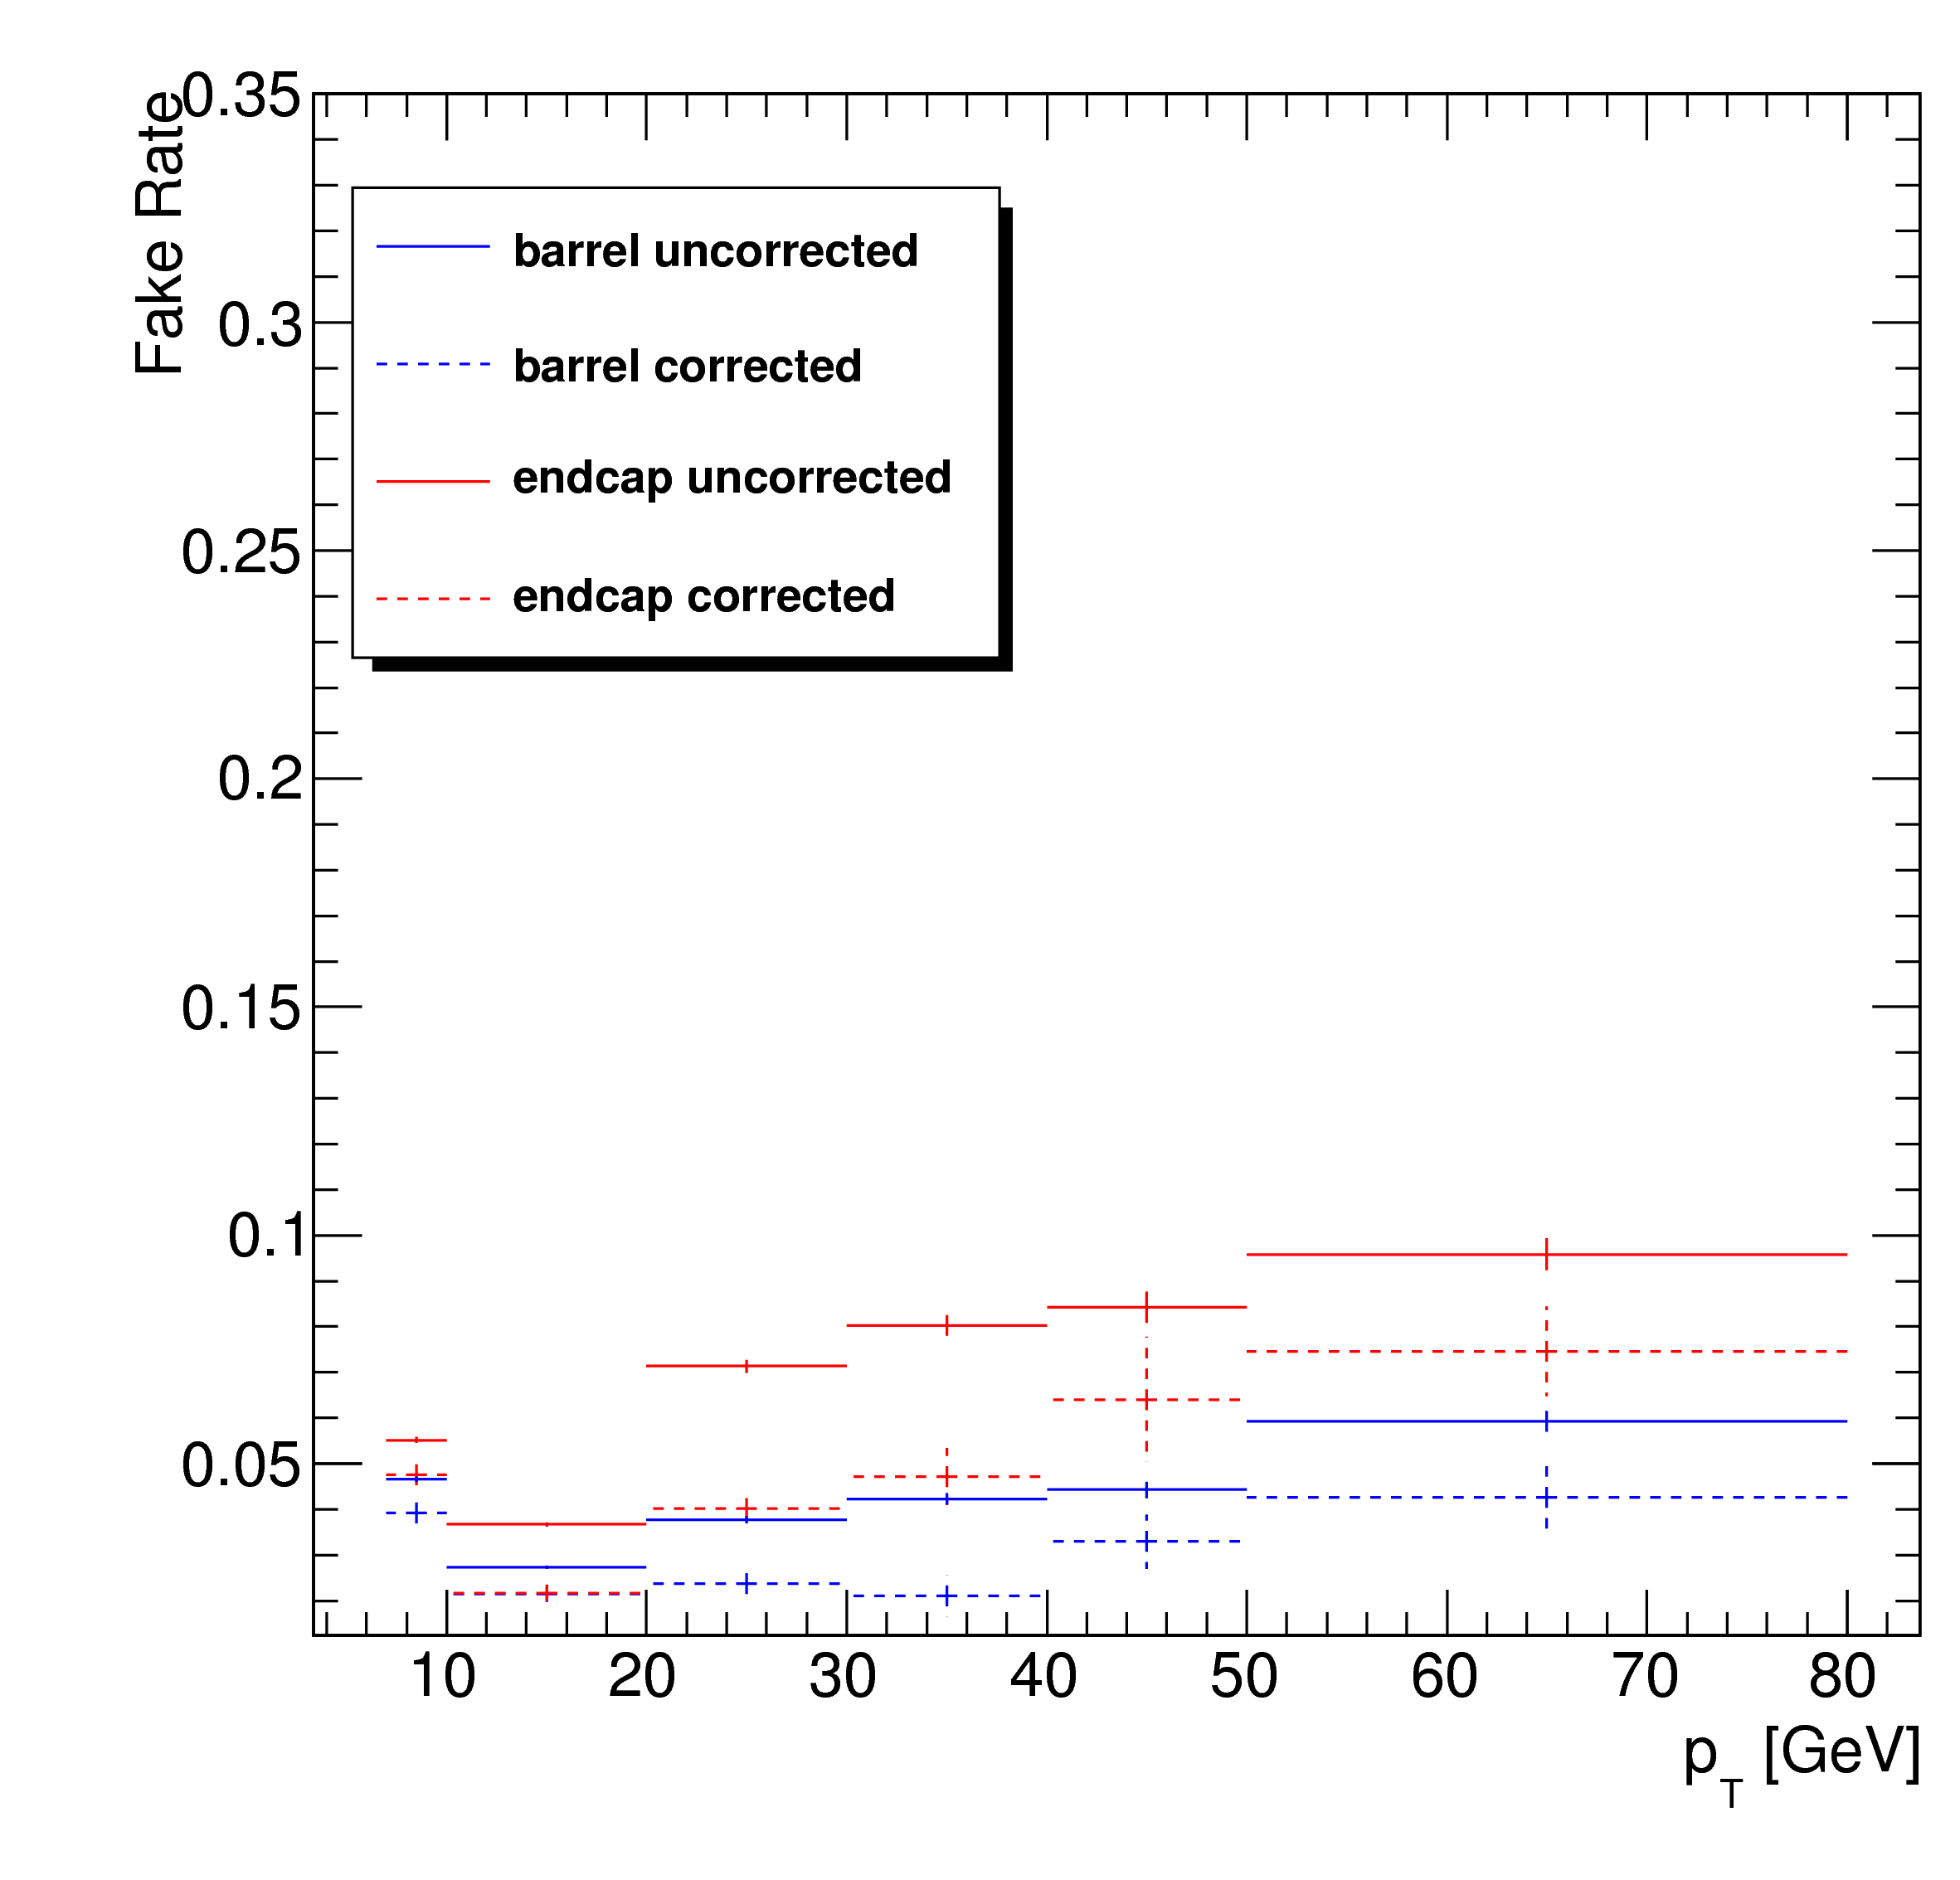 Fake Rate
0.35
0.3
0.25
0.2
0.15
0.1
0.05
barrel uncorrected
barrel corrected
endcap uncorrected
endcap corrected
10 20 30 40 50 60 70 80
p_T [GeV]